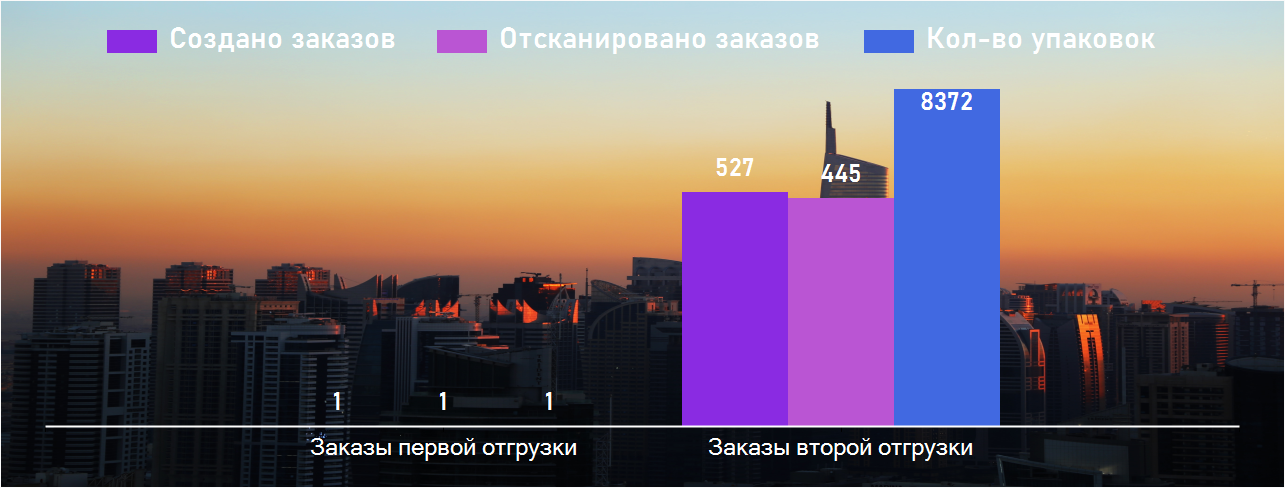 Создано заказов Отсканировано заказов Кол-во упаковок
8372
527
445
1 1 1
Заказы первой отгрузки Заказы второй отгрузки